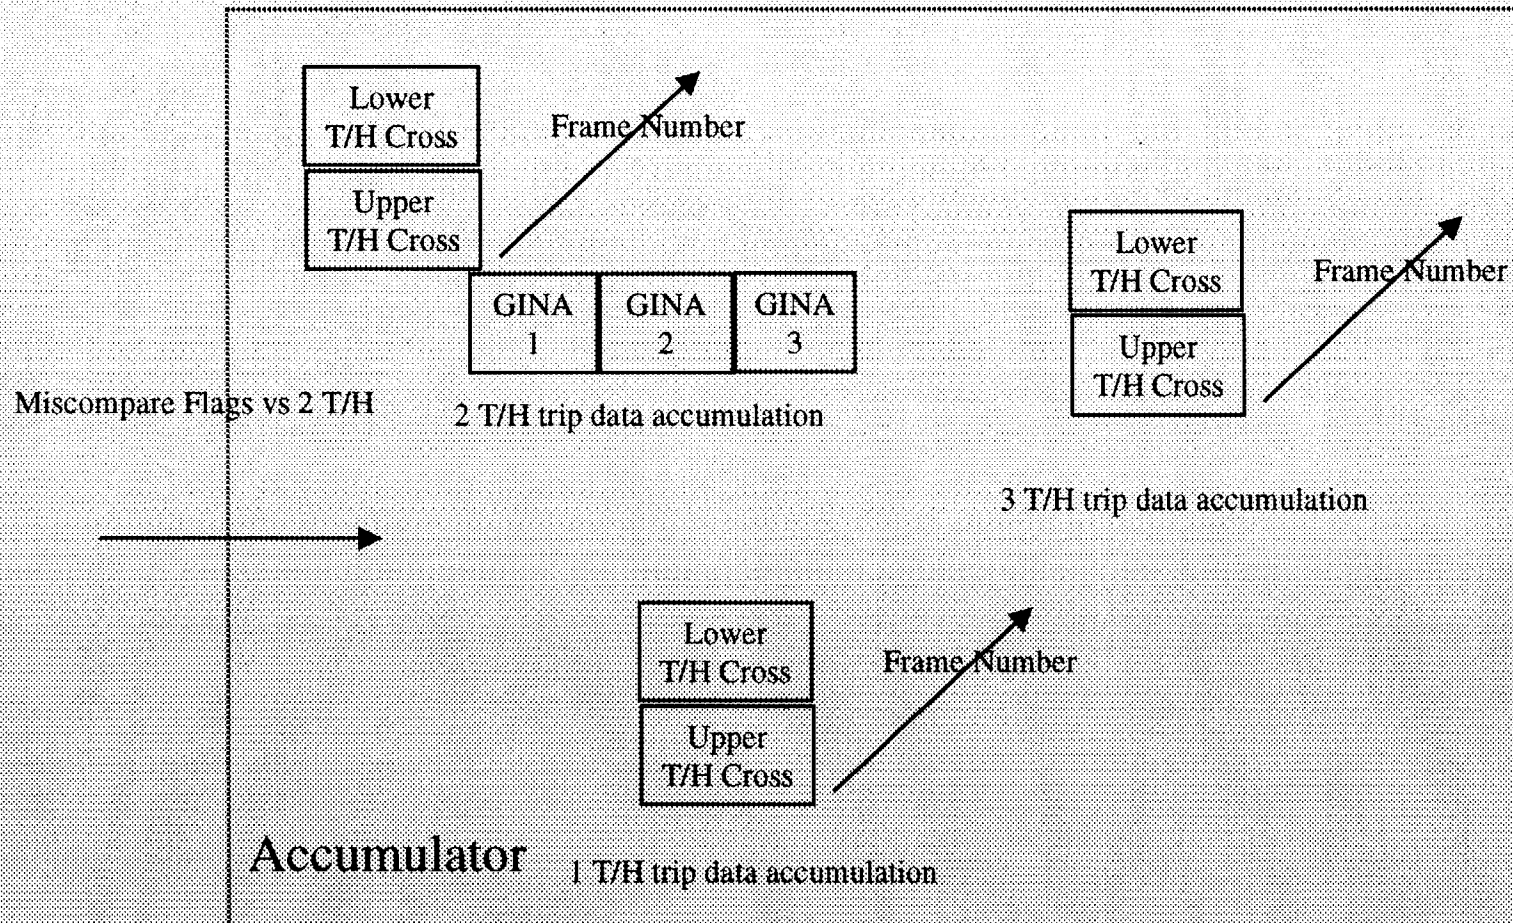 Lower
T/H Cross
Frame Number
Upper
T/H Cross
GINA
1
GINA
2
GINA
3
Miscompare Flags vs 2 T/H
2 T/H trip data accumulation
Lower
T/H Cross
Frame Number
Upper
T/H Cross
3 T/H trip data accumulation
Lower
T/H Cross
Frame Number
Upper
T/H Cross
Accumulator
1 T/H trip data accumulation